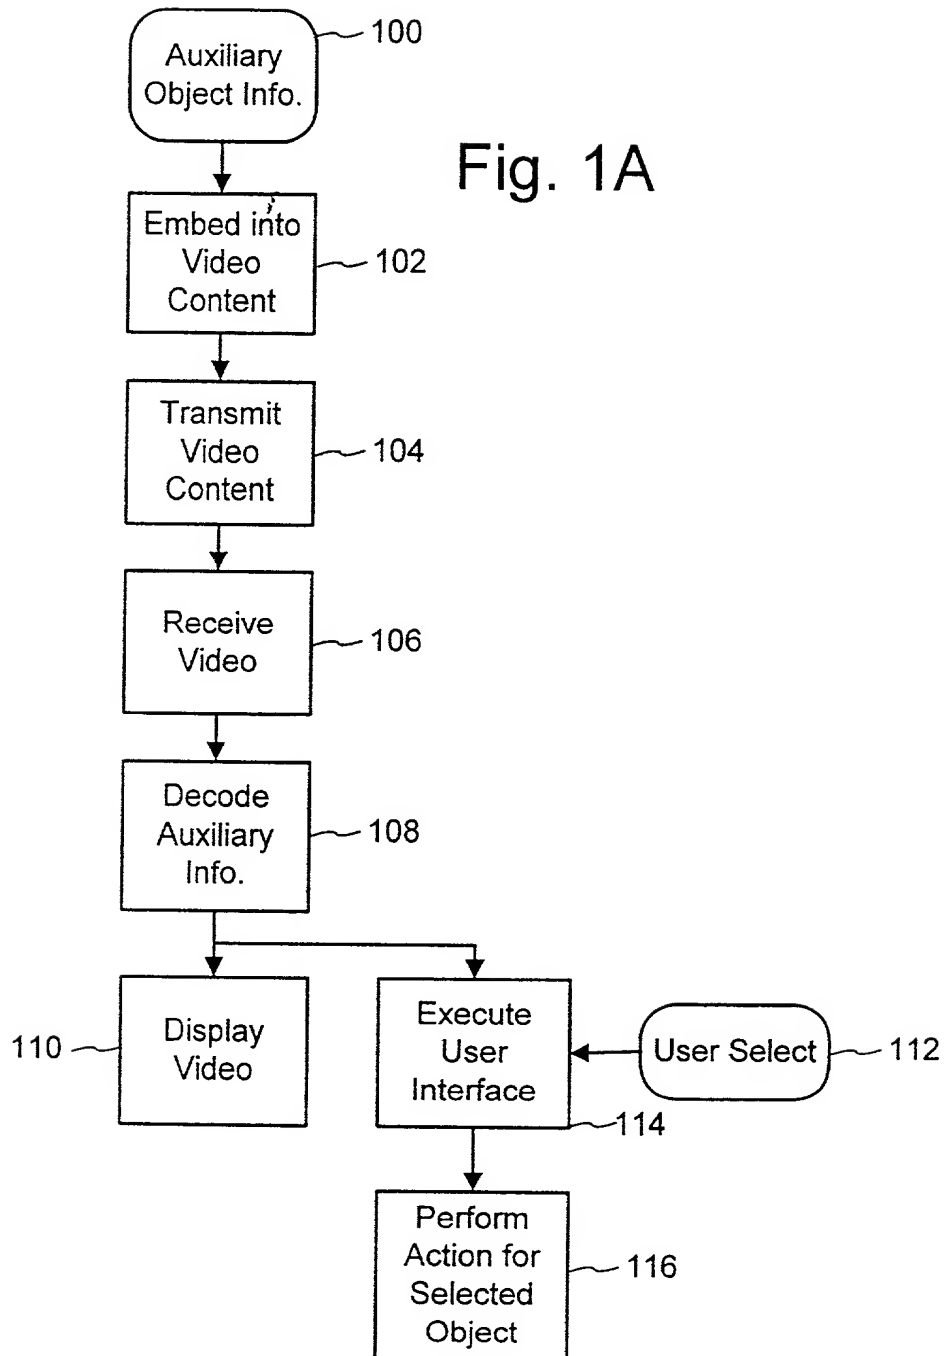 Auxiliary
Object Info.
100
Fig. 1A
Embed into
Video
Content
102
Transmit
Video
Content
104
Receive
Video
106
Decode
Auxiliary
Info.
108
110
Display
Video
Execute
User
Interface
114
User Select
112
Perform
Action for
Selected
Object
116